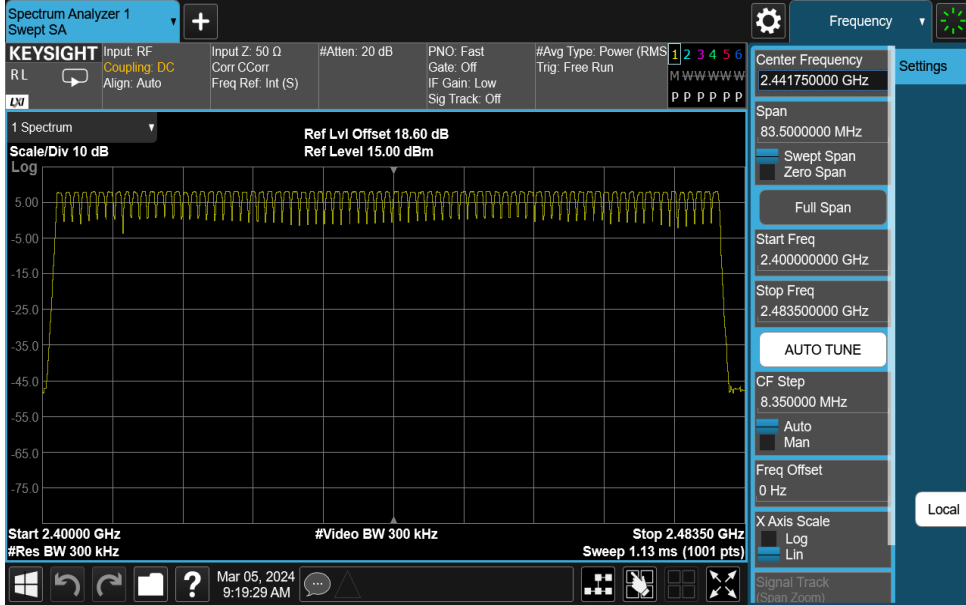 Spectrum Analyzer 1
Swept SA
Frequency
KEYSIGHT
R L
LXI
Input: RF
Coupling: DC
Align: Auto
Input Z: 50 Ω
Corr CCorr
Freq Ref: Int (S)
#Atten: 20 dB
PNO: Fast
Gate: Off
IF Gain: Low
Sig Track: Off
#Avg Type: Power (RMS
Trig: Free Run
1 2 3 4 5 6
M W W W W W
P P P P P P
1 Spectrum
Scale/Div 10 dB
Log
Ref Lvl Offset 18.60 dB
Ref Level 15.00 dBm
5.00
-5.00
-15.0
-25.0
-35.0
-45.0
-55.0
-65.0
-75.0
Start 2.40000 GHz
#Res BW 300 kHz
#Video BW 300 kHz
Stop 2.48350 GHz
Sweep 1.13 ms (1001 pts)
Center Frequency
2.441750000 GHz
Span
83.5000000 MHz
Swept Span
Zero Span
Full Span
Start Freq
2.400000000 GHz
Stop Freq
2.483500000 GHz
AUTO TUNE
CF Step
8.350000 MHz
Auto
Man
Freq Offset
0 Hz
X Axis Scale
Log
Lin
Signal Track
(Span Zoom)
Settings
Local
?
Mar 05, 2024
9:19:29 AM